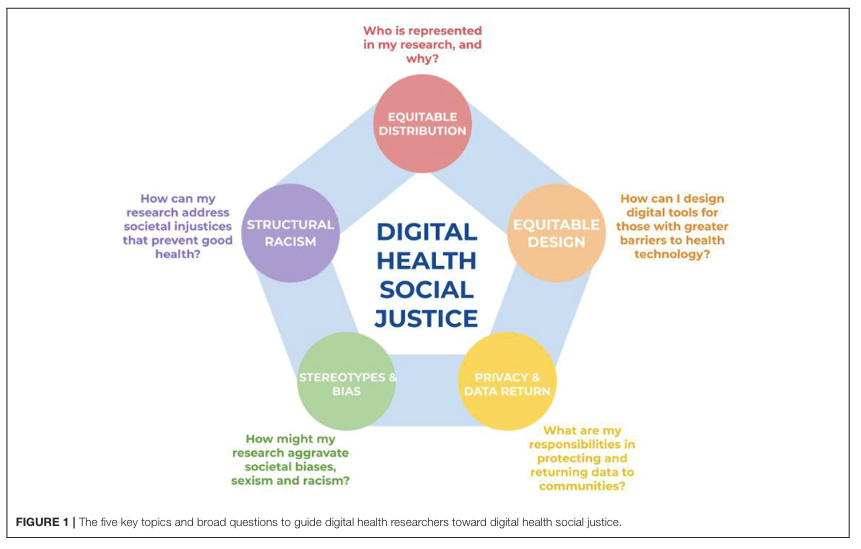 Who is represented
in my research, and
why?
EQUITABLE
DISTRIBUTION
How can my
research address
societal injustices
that prevent good
health?
STRUCTURAL
RACISM
DIGITAL
HEALTH
SOCIAL
JUSTICE
EQUITABLE
DESIGN
How can I design
digital tools for
those with greater
barriers to health
technology?
STEREOTYPES &
BIAS
PRIVACY &
DATA RETURN
How might my
research aggravate
societal biases,
sexism and racism?
What are my
responsibilities in
protecting and
returning data to
communities?
FIGURE 1 | The five key topics and broad questions to guide digital health researchers toward digital health social justice.